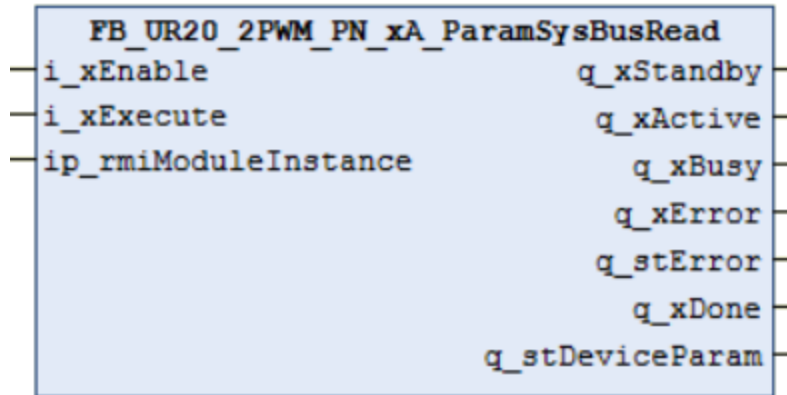 FB_UR20_2PWM_PN_xA_ParamSysBusRead
i_xEnable q_xStandby
i_xExecute q_xActive
ip_rmiModuleInstance q_xBusy
q_xError
q_stError
q_xDone
q_stDeviceParam